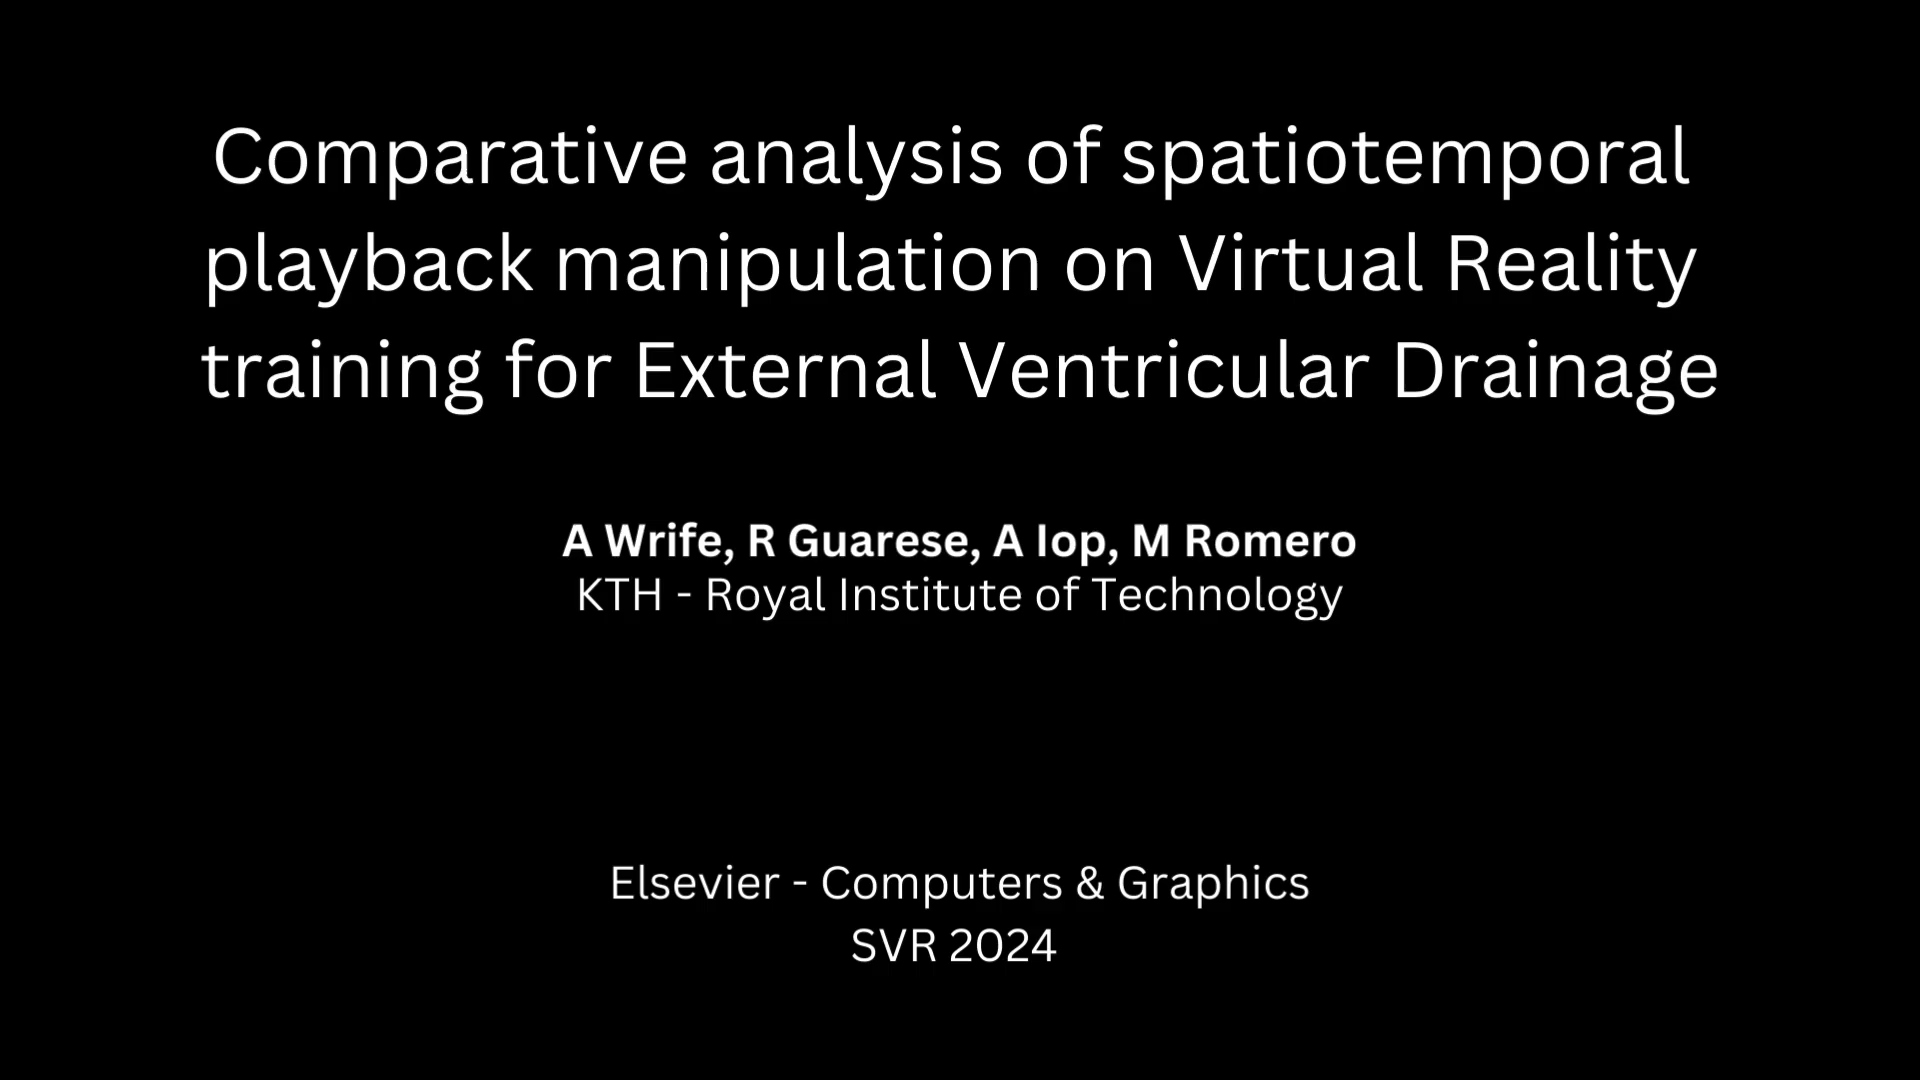 Comparative analysis of spatiotemporal
playback manipulation on Virtual Reality
training for External Ventricular Drainage
A Wrife, R Guarese, A Iop, M Romero
KTH - Royal Institute of Technology
Elsevier - Computers & Graphics
SVR 2024